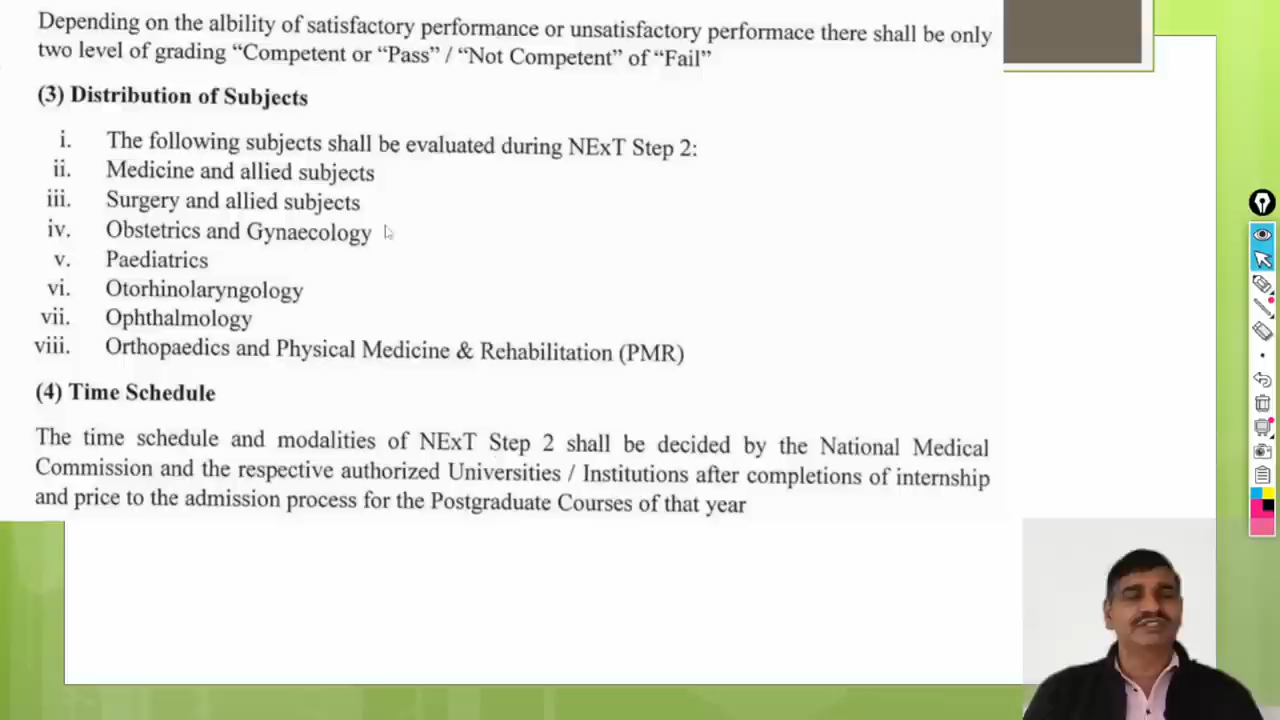 Depending on the albility of satisfactory performance or unsatisfactory performace there shall be only
two level of grading “Competent or “Pass” / “Not Competent” of “Fail”
(3) Distribution of Subjects
i. The following subjects shall be evaluated during NExT Step 2:
ii. Medicine and allied subjects
iii. Surgery and allied subjects
iv. Obstetrics and Gynaecology
v. Paediatrics
vi. Otorhinolaryngology
vii. Ophthalmology
viii. Orthopaedics and Physical Medicine & Rehabilitation (PMR)
(4) Time Schedule
The time schedule and modalities of NExT Step 2 shall be decided by the National Medical
Commission and the respective authorized Universities / Institutions after completions of internship
and price to the admission process for the Postgraduate Courses of that year